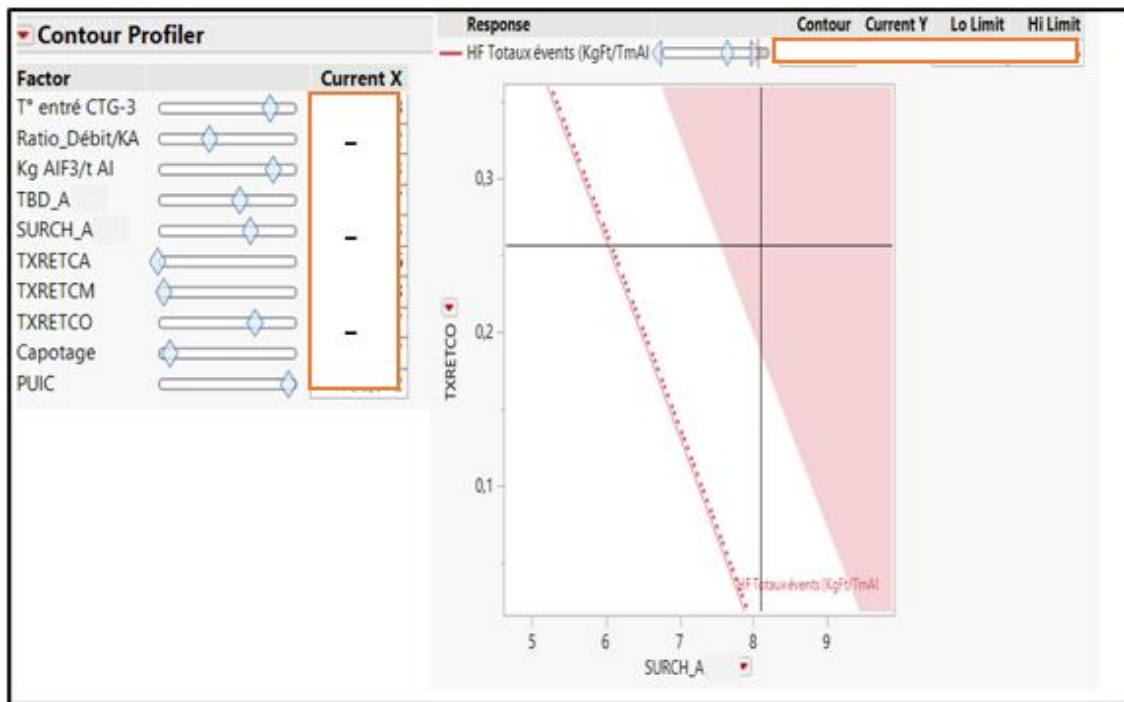 Contour Profiler
Factor Current X
T° entré CTG-3
Ratio_Débit/KA
Kg AlF3/t Al
TBD_A
SURCH_A
TXRETCA
TXRETCM
TXRETCO
Capotage
PUIC
Response Contour Current Y Lo Limit Hi Limit
HF Totaux évents (KgFt/TmAl
0,3
0,2
0,1
TXRETCO
HF Totaux évents (KgFt/TmAl
5 6 7 8 9
SURCH_A